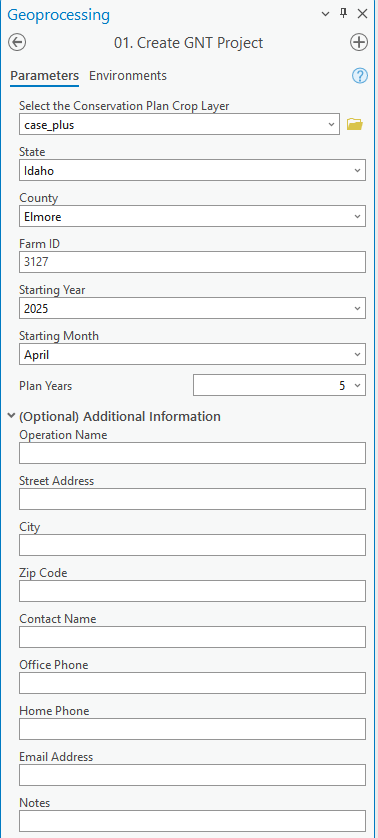 Geoprocessing
01. Create GNT Project
Parameters Environments
Select the Conservation Plan Crop Layer
case_plus
State
Idaho
County
Elmore
Farm ID
3127
Starting Year
2025
Starting Month
April
Plan Years 5
(Optional) Additional Information
Operation Name
Street Address
City
Zip Code
Contact Name
Office Phone
Home Phone
Email Address
Notes